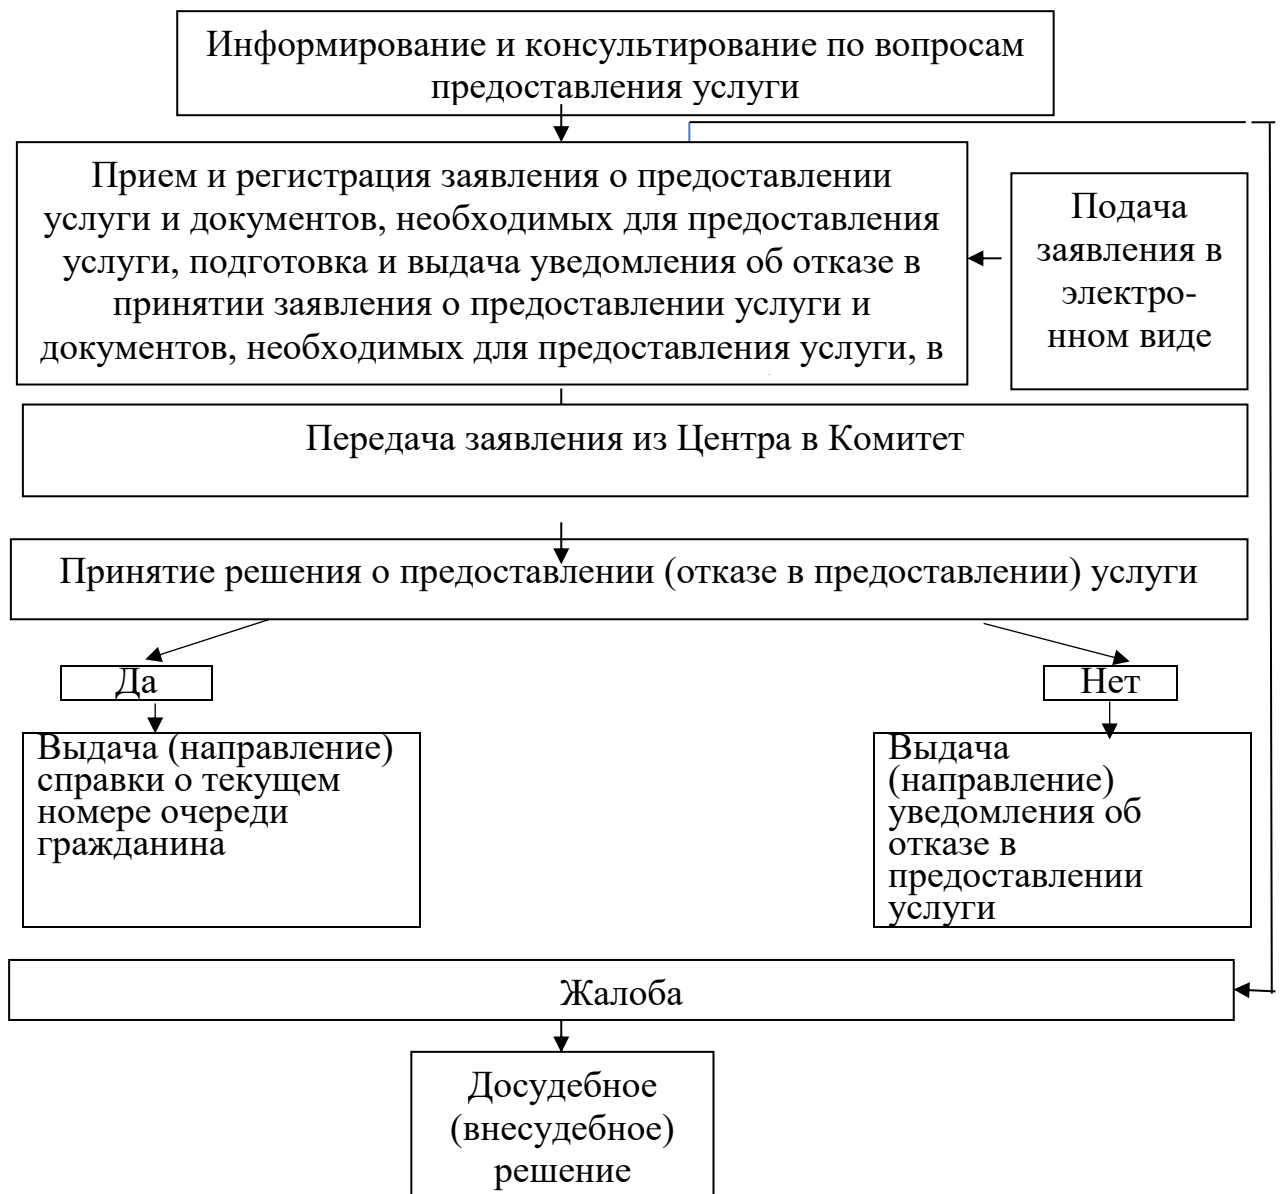 Информирование и консультирование по вопросам
предоставления услуги
Прием и регистрация заявления о предоставлении
услуги и документов, необходимых для предоставления
услуги, подготовка и выдача уведомления об отказе в
принятии заявления о предоставлении услуги и
документов, необходимых для предоставления услуги, в
Подача
заявления в
электро-
нном виде
Передача заявления из Центра в Комитет
Принятие решения о предоставлении (отказе в предоставлении) услуги
Да
Нет
Выдача (направление)
справки о текущем
номере очереди
гражданина
Выдача
(направление)
уведомления об
отказе в
предоставлении
услуги
Жалоба
Досудебное
(внесудебное)
решение